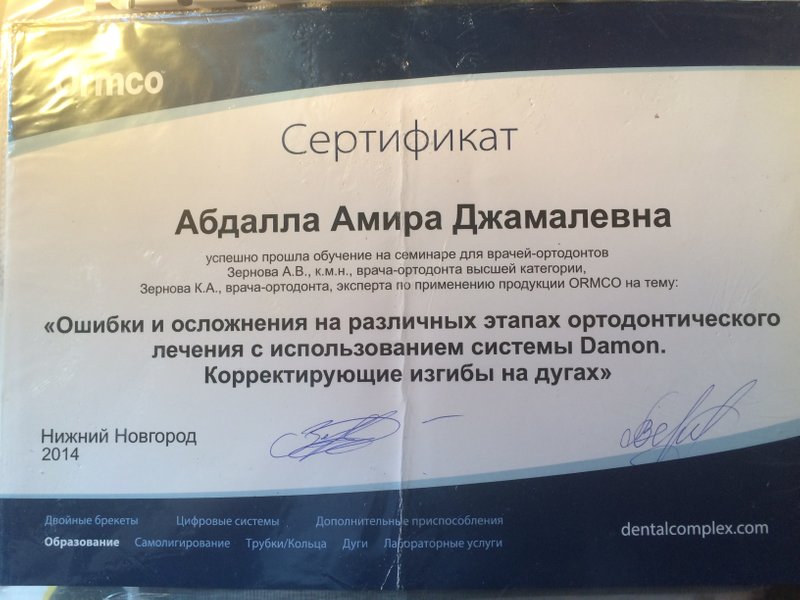 Ormco
Сертификат
Абдалла Амира Джамалевна
успешно прошла обучение на семинаре для врачей-ортодонтов
Зернова А.В., к.м.н., врача-ортодонта высшей категории,
Зернова К.А., врача-ортодонта, эксперта по применению продукции ORMCO на тему:
«Ошибки и осложнения на различных этапах ортодонтического
лечения с использованием системы Damon.
Корректирующие изгибы на дугах»
Нижний Новгород
2014
Двойные брекеты Цифровые системы Дополнительные приспособления
Образование Самолигирование Трубки/Кольца Дуги Лабораторные услуги
dentalcomplex.com